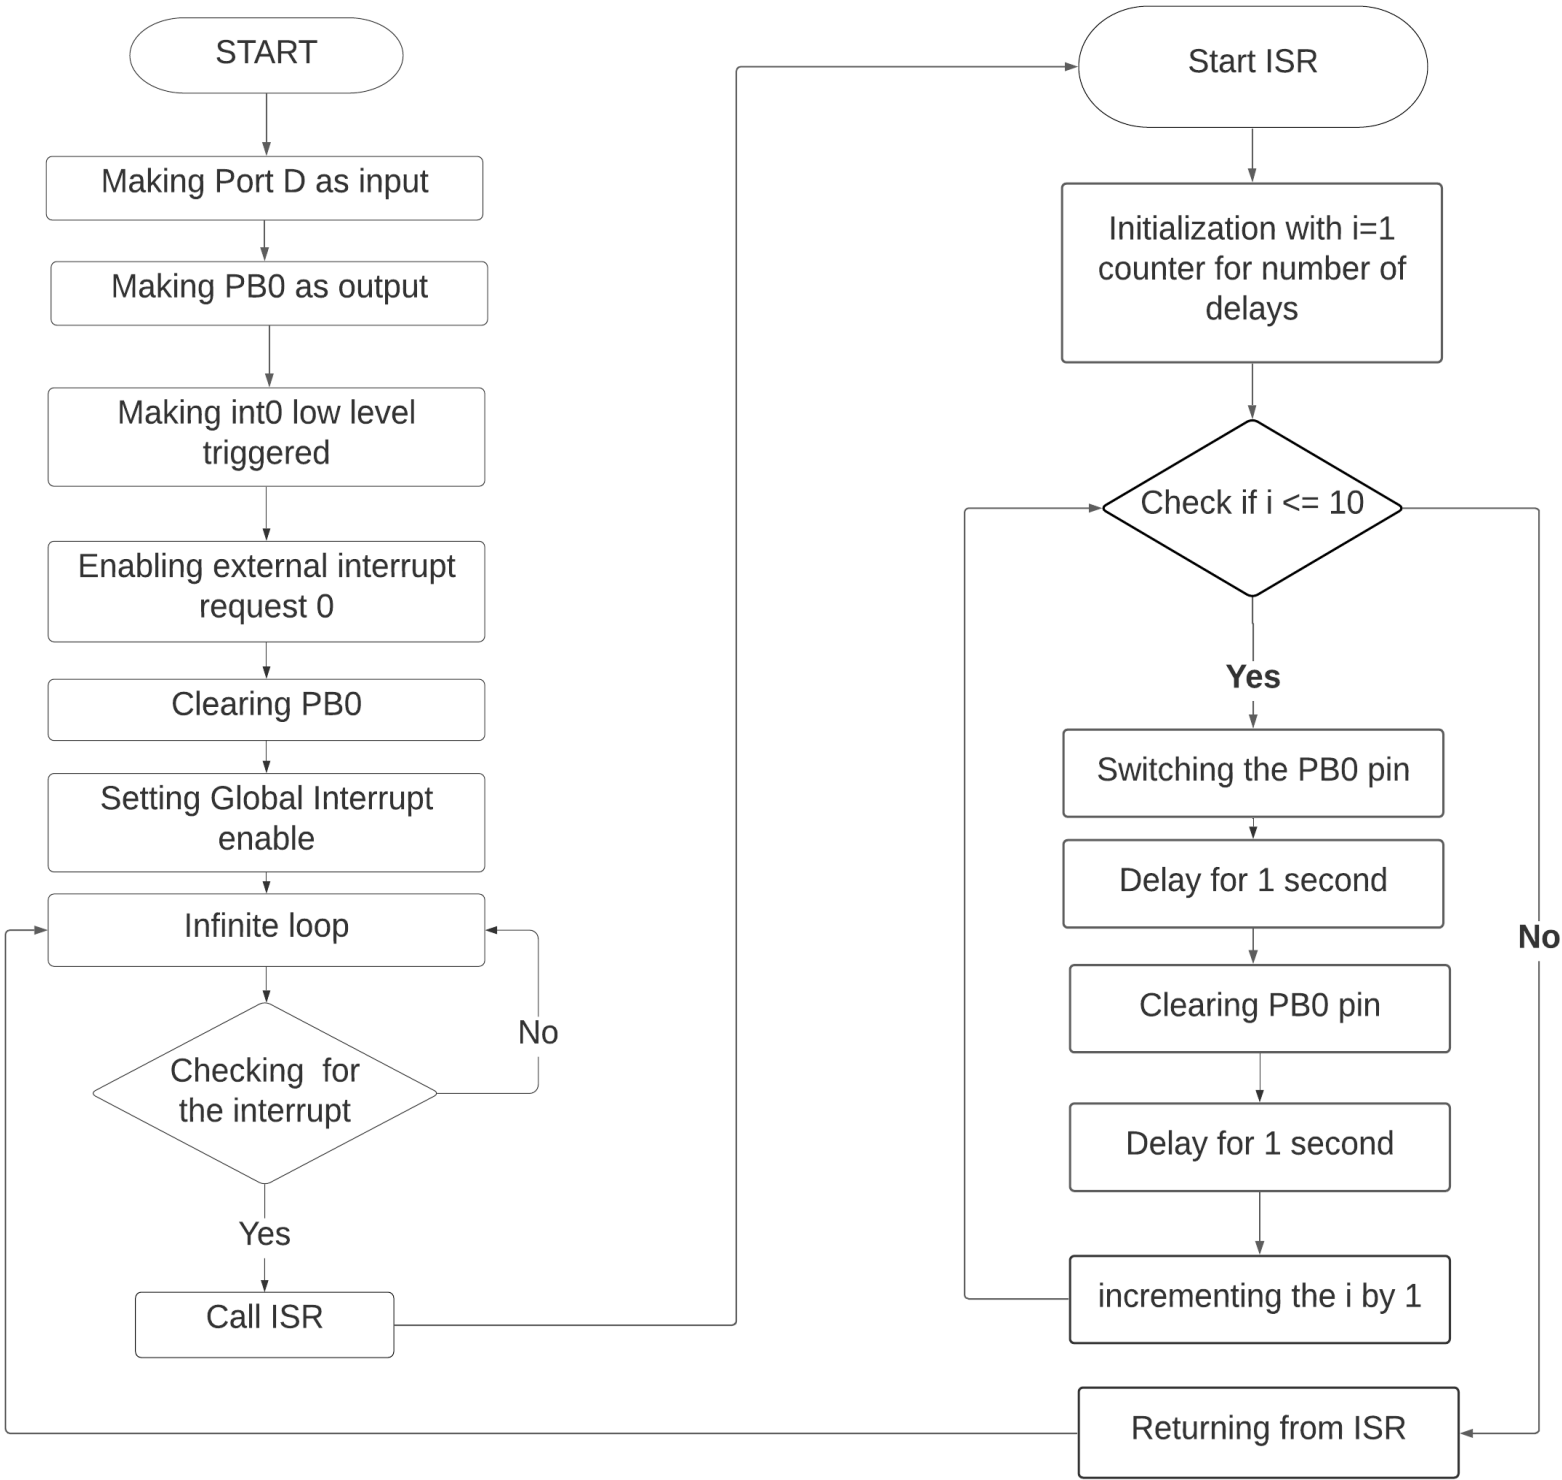 START
Making Port D as input
Making PB0 as output
Making int0 low level
triggered
Enabling external interrupt
request 0
Clearing PB0
Setting Global Interrupt
enable
Infinite loop
No
Checking for
the interrupt
Yes
Call ISR
Start ISR
Initialization with i=1
counter for number of
delays
Check if i <= 10
Yes
Switching the PB0 pin
Delay for 1 second
No
Clearing PB0 pin
Delay for 1 second
incrementing the i by 1
Returning from ISR